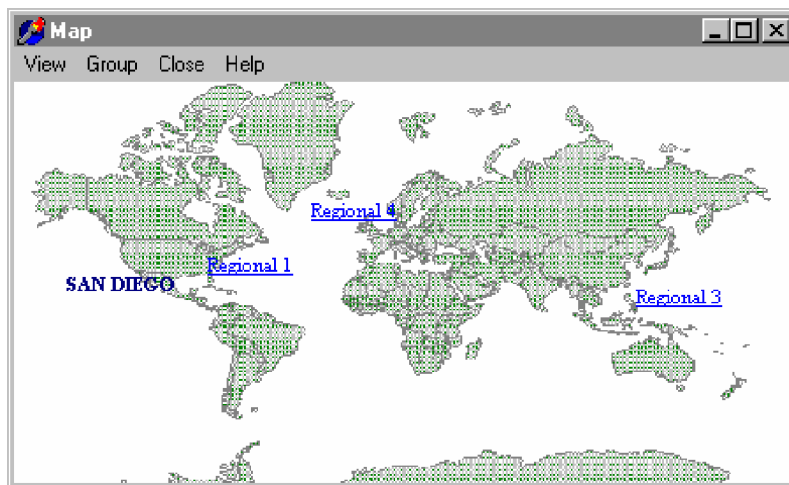 Map
View Group Close Help
Regional 4
Regional 1
SAN DIEGO
Regional 3